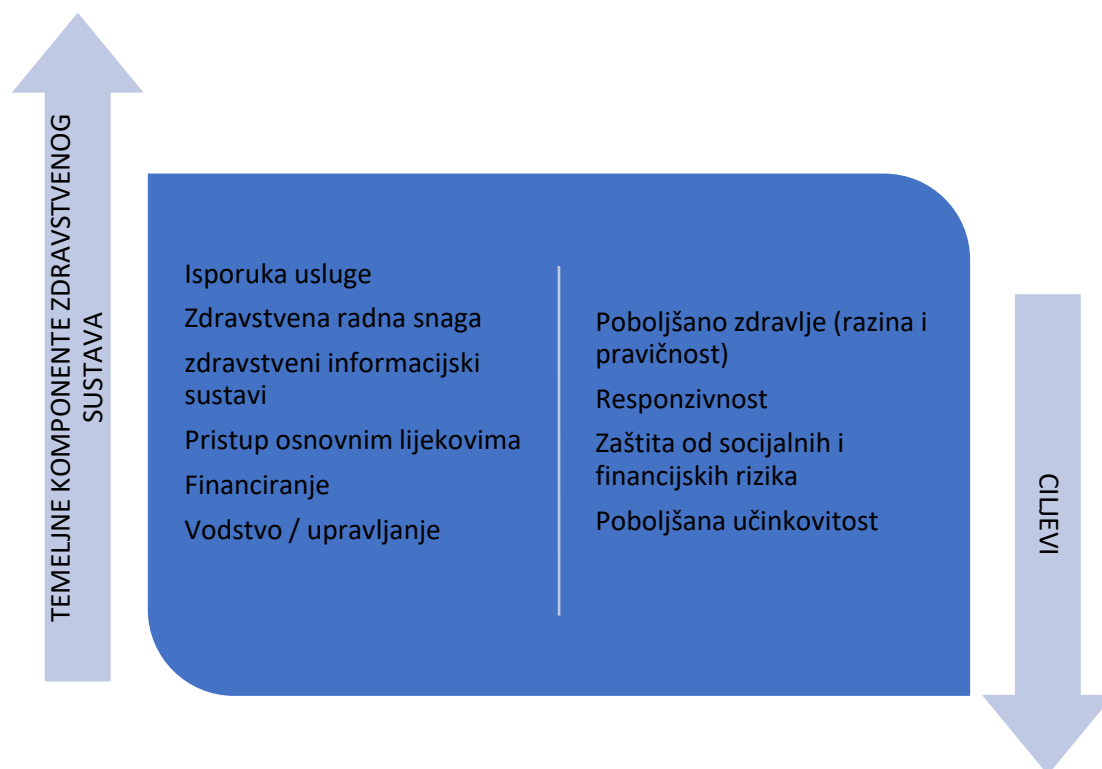 TEMELJNE KOMPONENTE ZDRAVSTVENOG
SUSTAVA
Isporuka usluge
Zdravstvena radna snaga
zdravstveni informacijski
sustavi
Pristup osnovnim lijekovima
Financiranje
Vodstvo / upravljanje
Poboljšano zdravlje (razina i
pravičnost)
Responzivnost
Zaštita od socijalnih i
financijskih rizika
Poboljšana učinkovitost
CILJEVI